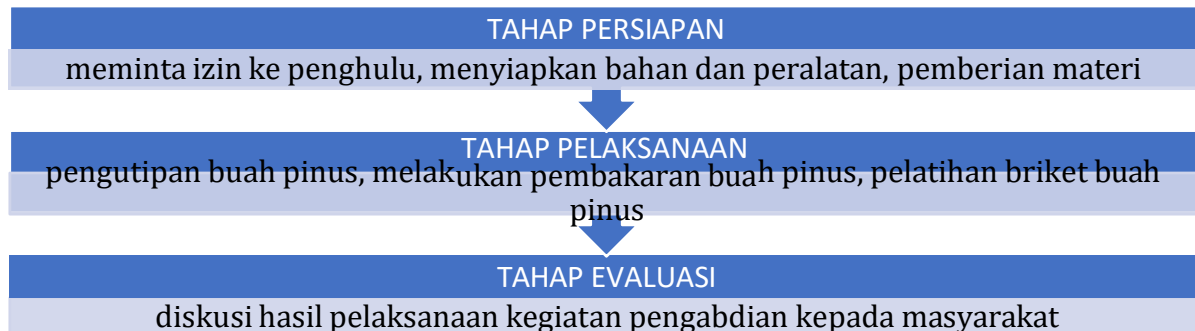 TAHAP PERSIAPAN
meminta izin ke penghulu, menyiapkan bahan dan peralatan, pemberian materi
TAHAP PELAKSANAAN
pengutipan buah pinus, melakukan pembakaran buah pinus, pelatihan briket buah
pinus
TAHAP EVALUASI
diskusi hasil pelaksanaan kegiatan pengabdian kepada masyarakat